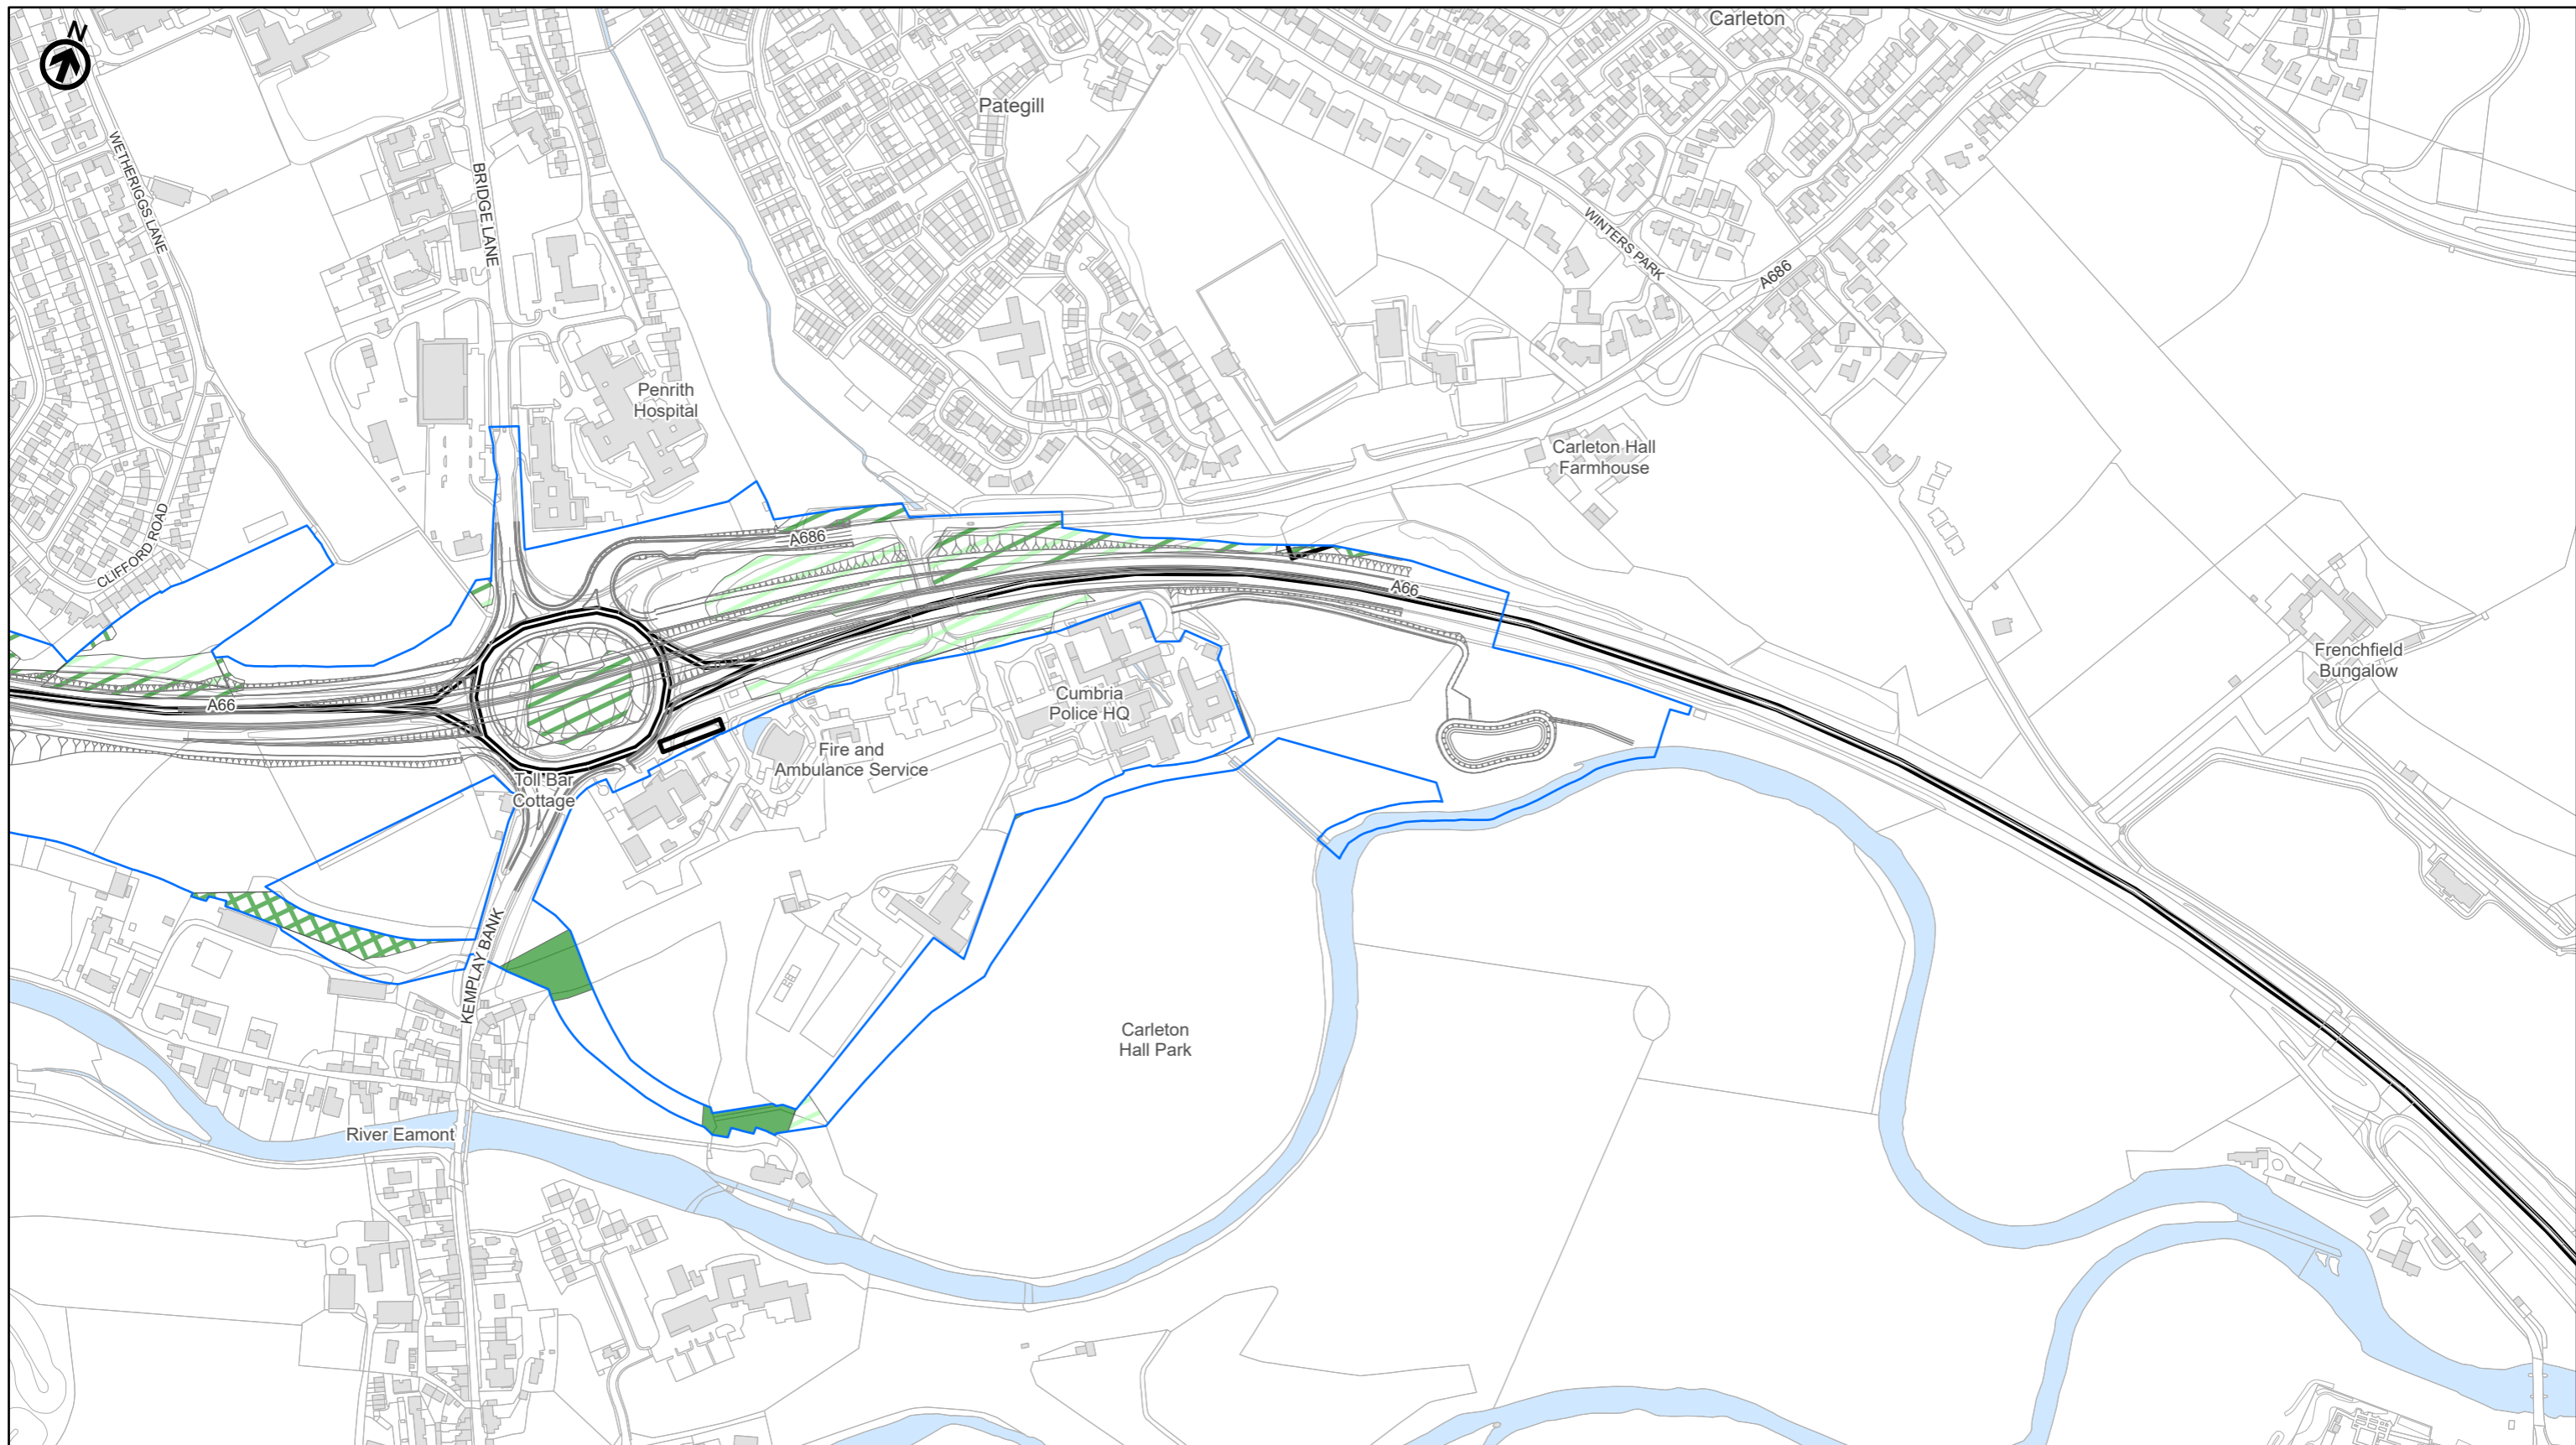 N
Carleton
Pategill
WETHERIGGS LANE
BRIDGE LANE
WINTERS PARK
A686
Penrith
Hospital
Carleton Hall
Farmhouse
CLIFFORD ROAD
A686
A66
Frenchfield
Bungalow
A66
Cumbria
Police HQ
Fire and
Ambulance Service
Toll Bar
Cottage
KEMPLAY BANK
Carleton
Hall Park
River Eamont